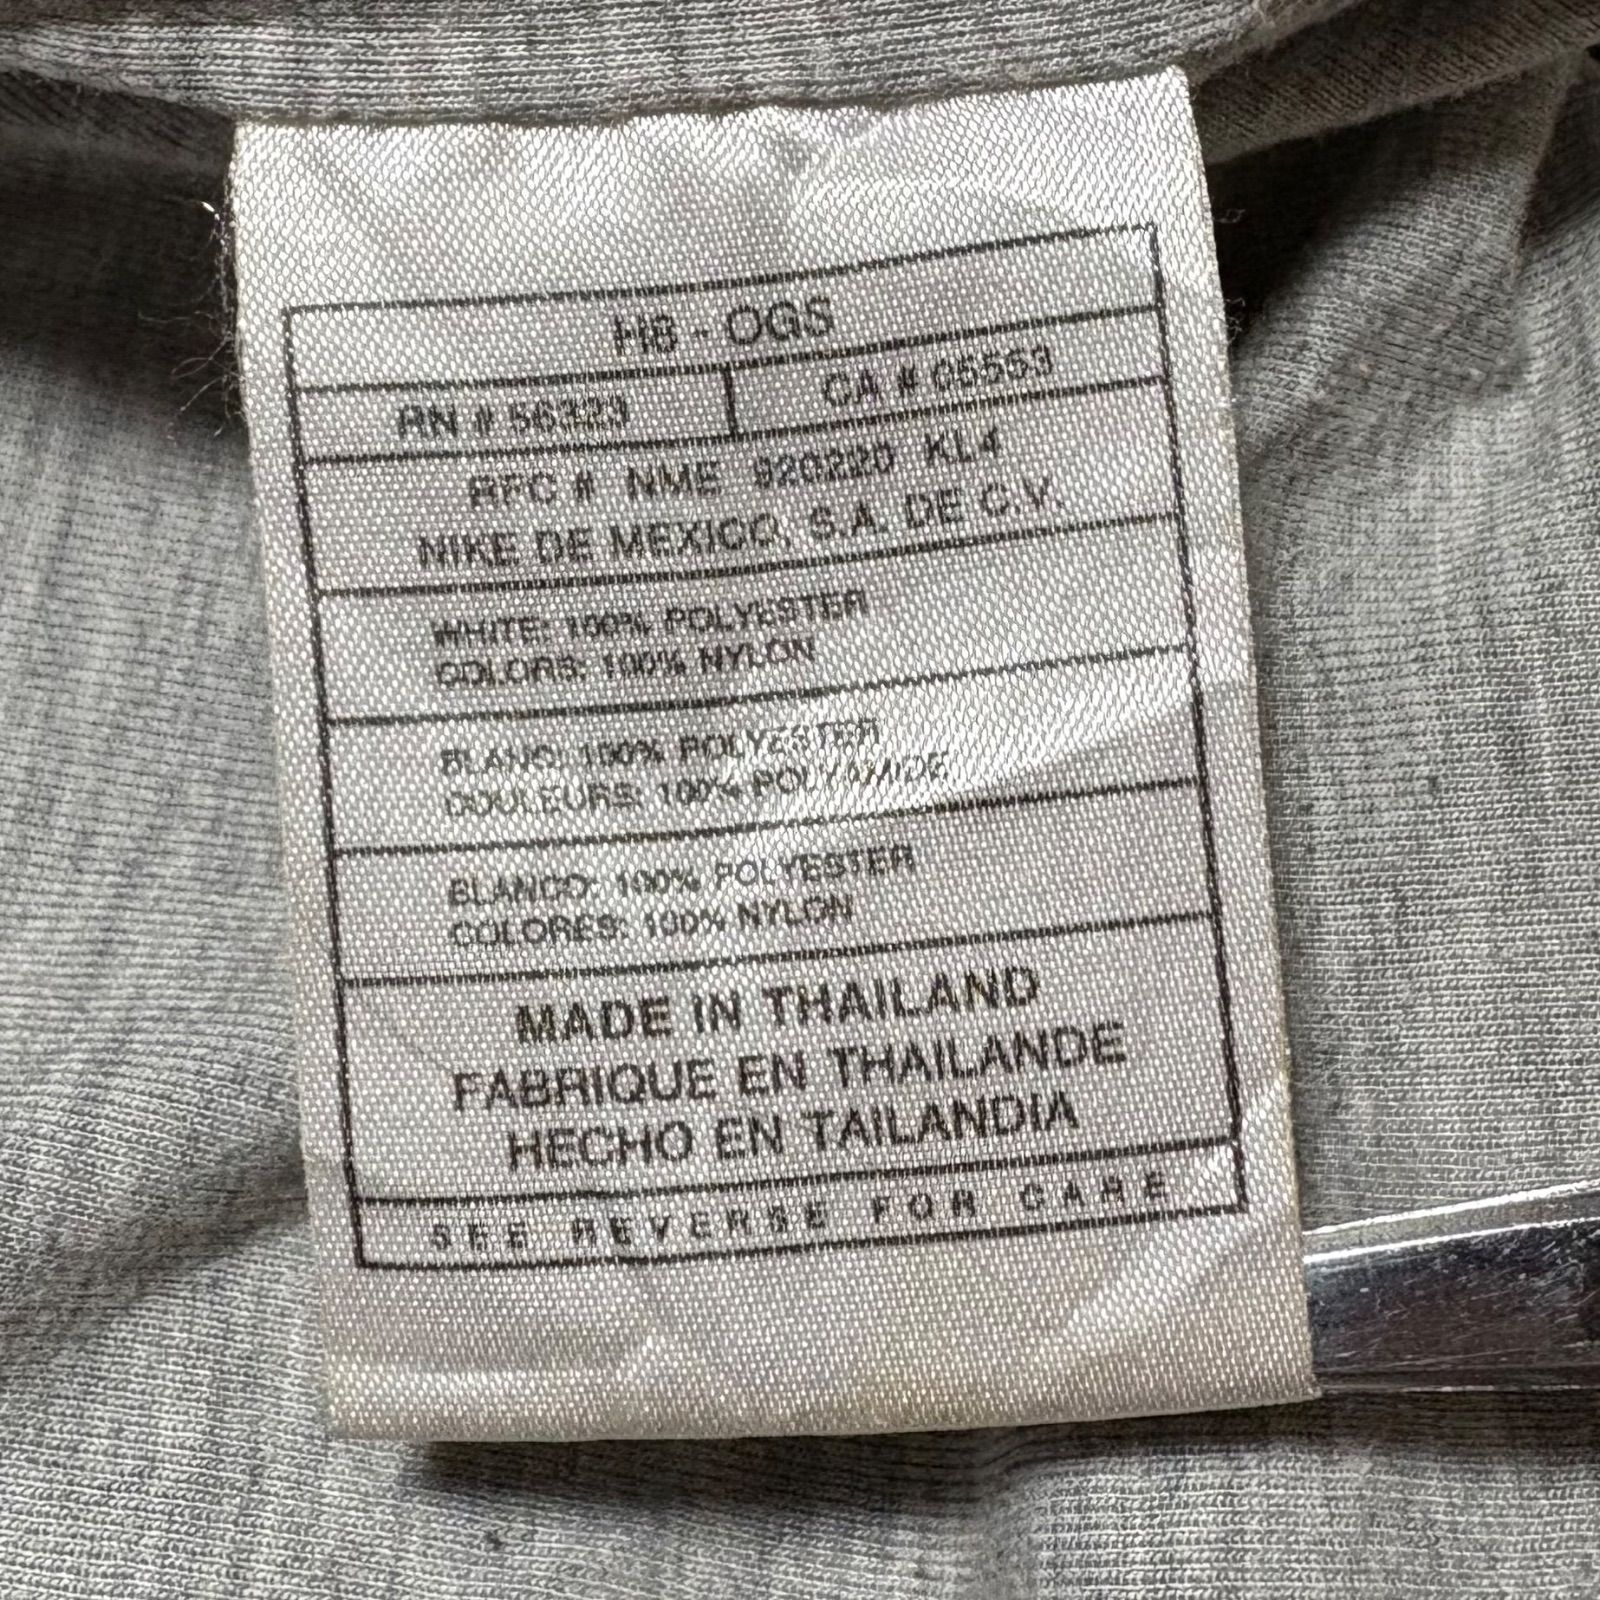 H8 - OGS
RN # 56323
CA # 05553
RFC # NME 920220 KL4
NIKE DE MEXICO, S.A. DE C.V.
WHITE: 100% POLYESTER
COLORS: 100% NYLON
BLANC: 100% POLYESTER
COULEURS: 100% POLYAMIDE
BLANCO: 100% POLYESTER
COLORES: 100% NYLON
MADE IN THAILAND
FABRIQUE EN THAILANDE
HECHO EN TAILANDIA
SEE REVERSE FOR CARE